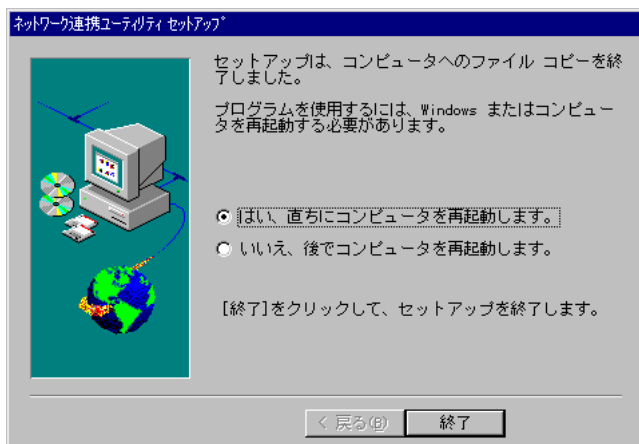 ネットワーク連携ユーティリティ セットアップ
セットアップは、コンピュータへのファイル コピーを終
了しました。
プログラムを使用するには、Windows またはコンピュー
タを再起動する必要があります。
はい、直ちにコンピュータを再起動します。
いいえ、後でコンピュータを再起動します。
[終了]をクリックして、セットアップを終了します。
< 戻る(B)
終了